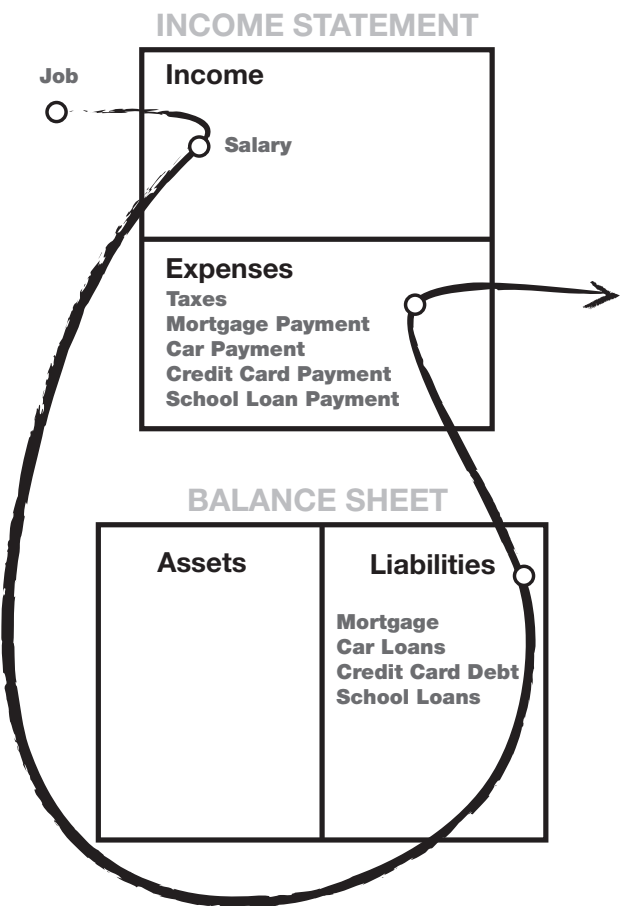 INCOME STATEMENT
Job
Income
Salary
Expenses
Taxes
Mortgage Payment
Car Payment
Credit Card Payment
School Loan Payment
BALANCE SHEET
Assets
Liabilities
Mortgage
Car Loans
Credit Card Debt
School Loans